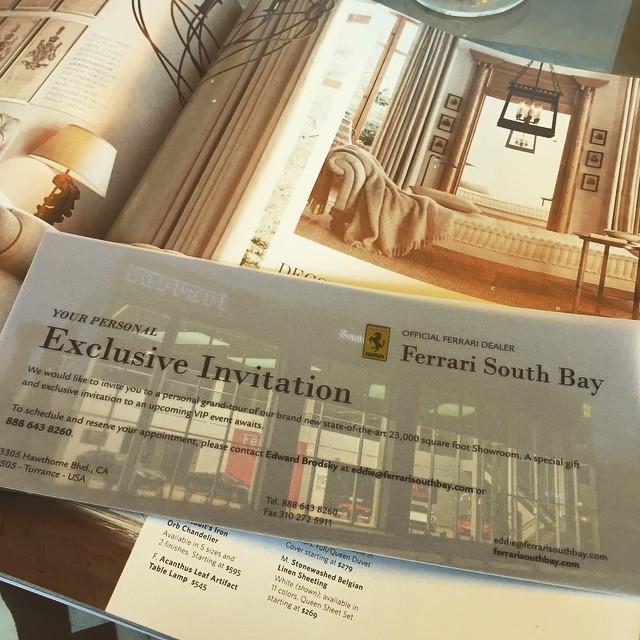 DECO
YOUR PERSONAL
Exclusive Invitation
OFFICIAL FERRARI DEALER
Ferrari South Bay
Ferrari
South
We would like to invite you to a personal grand tour of our brand new state-of-the-art 23,000 square foot Showroom. A special gift
and exclusive invitation to an upcoming VIP event awaits.
To schedule and reserve your appointment, please contact Edward Brodsky at eddie@ferrarisouthbay.com or
888 643 8260.
3305 Hawthorne Blvd., CA
505 - Torrance - USA
Tel. 888 643 8260
Fax 310 272 5911
eddie@ferrarisouthbay.com
ferrarisouthbay.com
Iron
Orb Chandelier
Available in 5 sizes and
2 finishes. Starting at $595
F. Acanthus Leaf Artifact
Table Lamp $545
Full/Queen Duvet
Cover starting at $279
M. Stonewashed Belgian
Linen Sheeting
White (shown); available in
11 colors. Queen Sheet Set
starting at $269